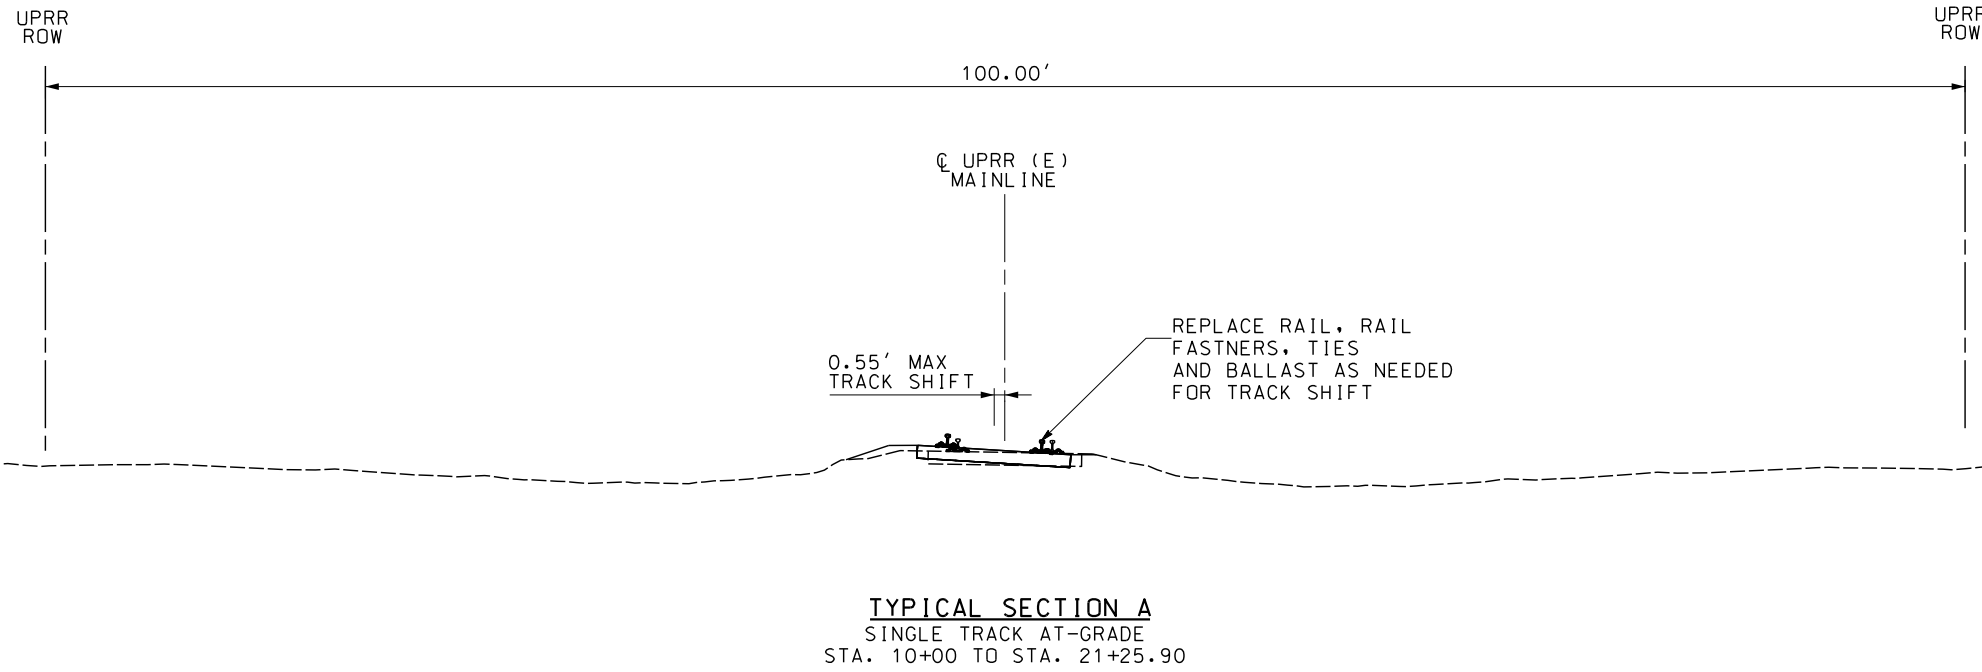 UPRR
ROW
UPRR
ROW
100.00'
℄ UPRR (E)
MAINLINE
0.55' MAX
TRACK SHIFT
REPLACE RAIL, RAIL
FASTNERS, TIES
AND BALLAST AS NEEDED
FOR TRACK SHIFT
TYPICAL SECTION A
SINGLE TRACK AT-GRADE
STA. 10+00 TO STA. 21+25.90